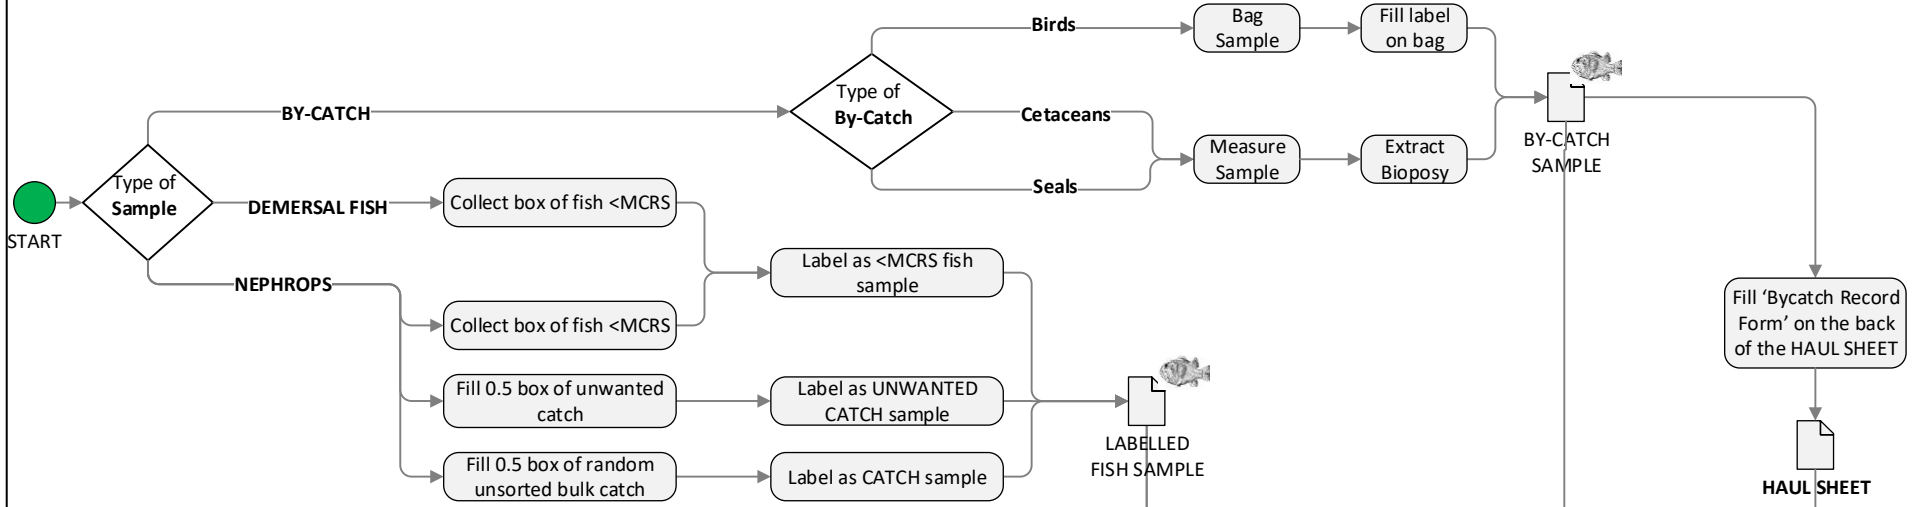 START
Type of
Sample
BY-CATCH
DEMERSAL FISH
NEPHROPS
Type of
By-Catch
Birds
Cetaceans
Seals
Bag
Sample
Fill label
on bag
Measure
Sample
Extract
Bioposy
BY-CATCH
SAMPLE
Collect box of fish <MCRS
Collect box of fish <MCRS
Label as <MCRS fish
sample
Fill 0.5 box of unwanted
catch
Label as UNWANTED
CATCH sample
Fill 0.5 box of random
unsorted bulk catch
Label as CATCH sample
LABELLED
FISH SAMPLE
Fill ‘Bycatch Record
Form’ on the back
of the HAUL SHEET
HAUL SHEET